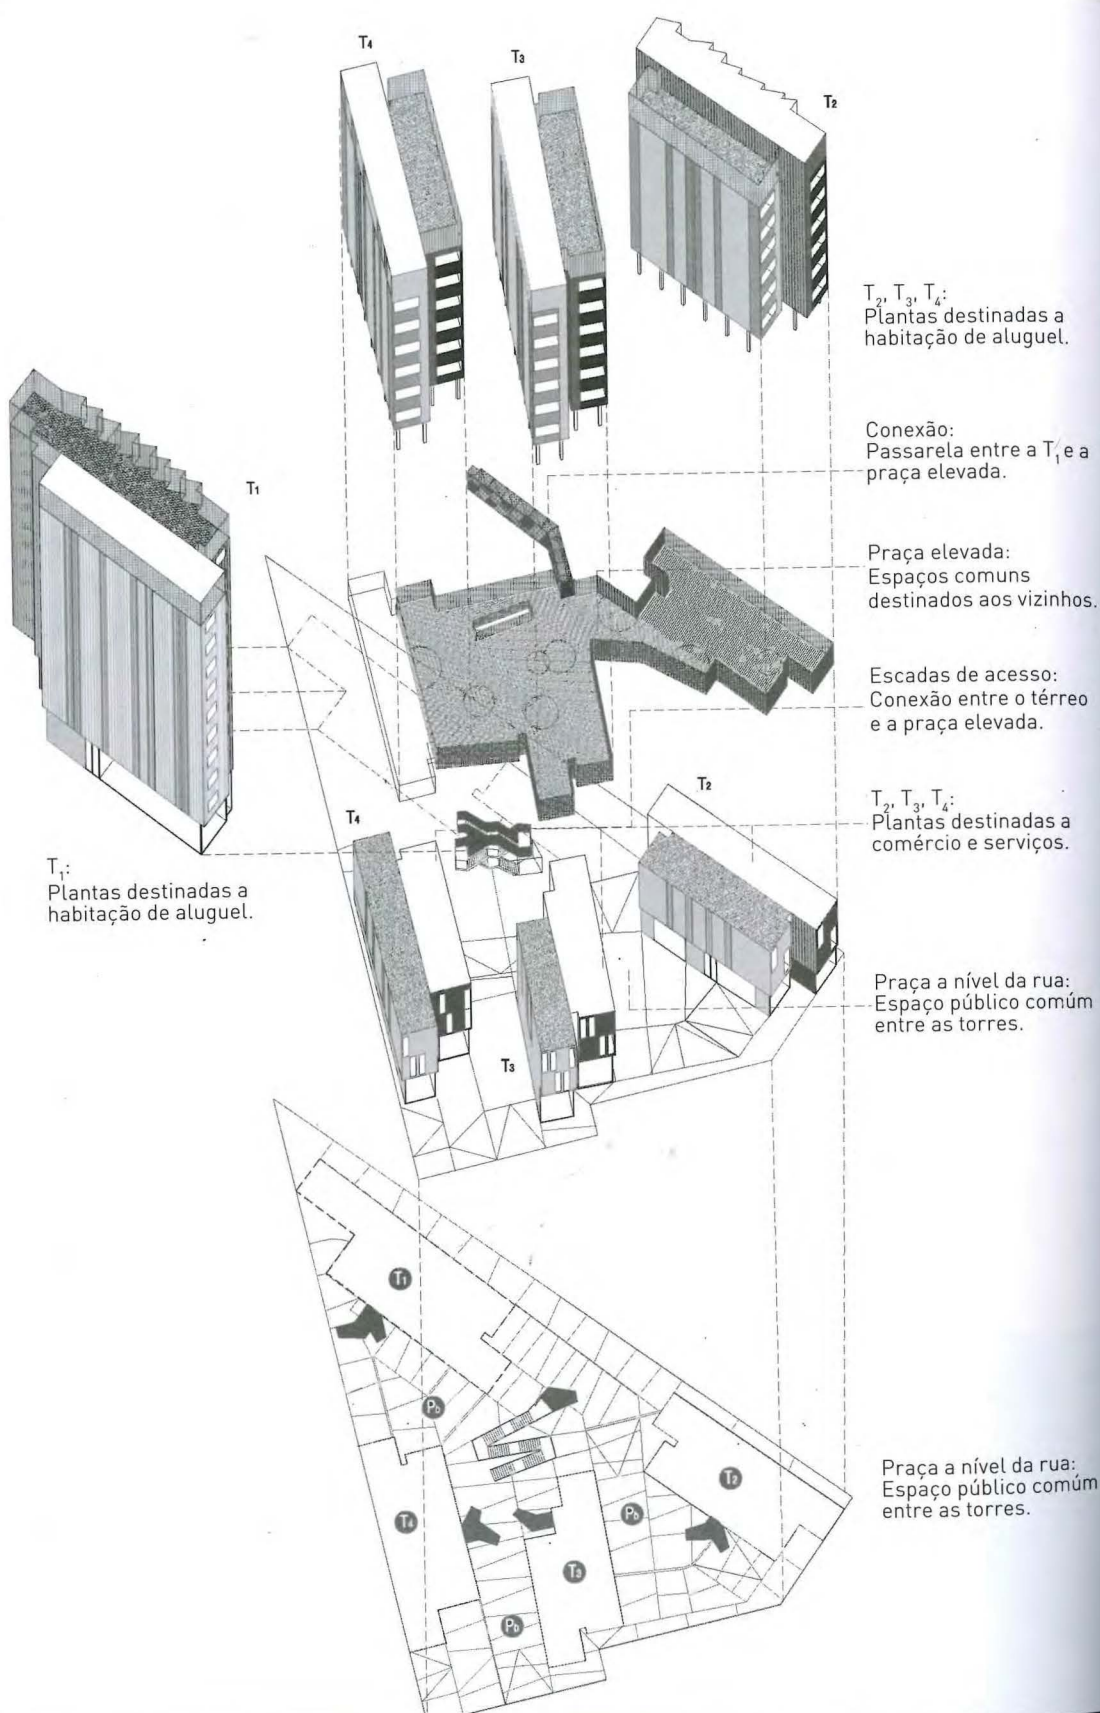 T4
T3
T2
T₂, T₃, T₄:
Plantas destinadas a
habitação de aluguel.
Conexão:
Passarela entre a T₁ e a
praça elevada.
T1
Praça elevada:
Espaços comuns
destinados aos vizinhos.
Escadas de acesso:
Conexão entre o térreo
e a praça elevada.
T2
T₂, T₃, T₄:
Plantas destinadas a
comércio e serviços.
T4
T₁:
Plantas destinadas a
habitação de aluguel.
Praça a nível da rua:
Espaço público comúm
entre as torres.
T3
T1
Pb
T2
Praça a nível da rua:
Espaço público comúm
entre as torres.
T4
Pb
T3
Pb